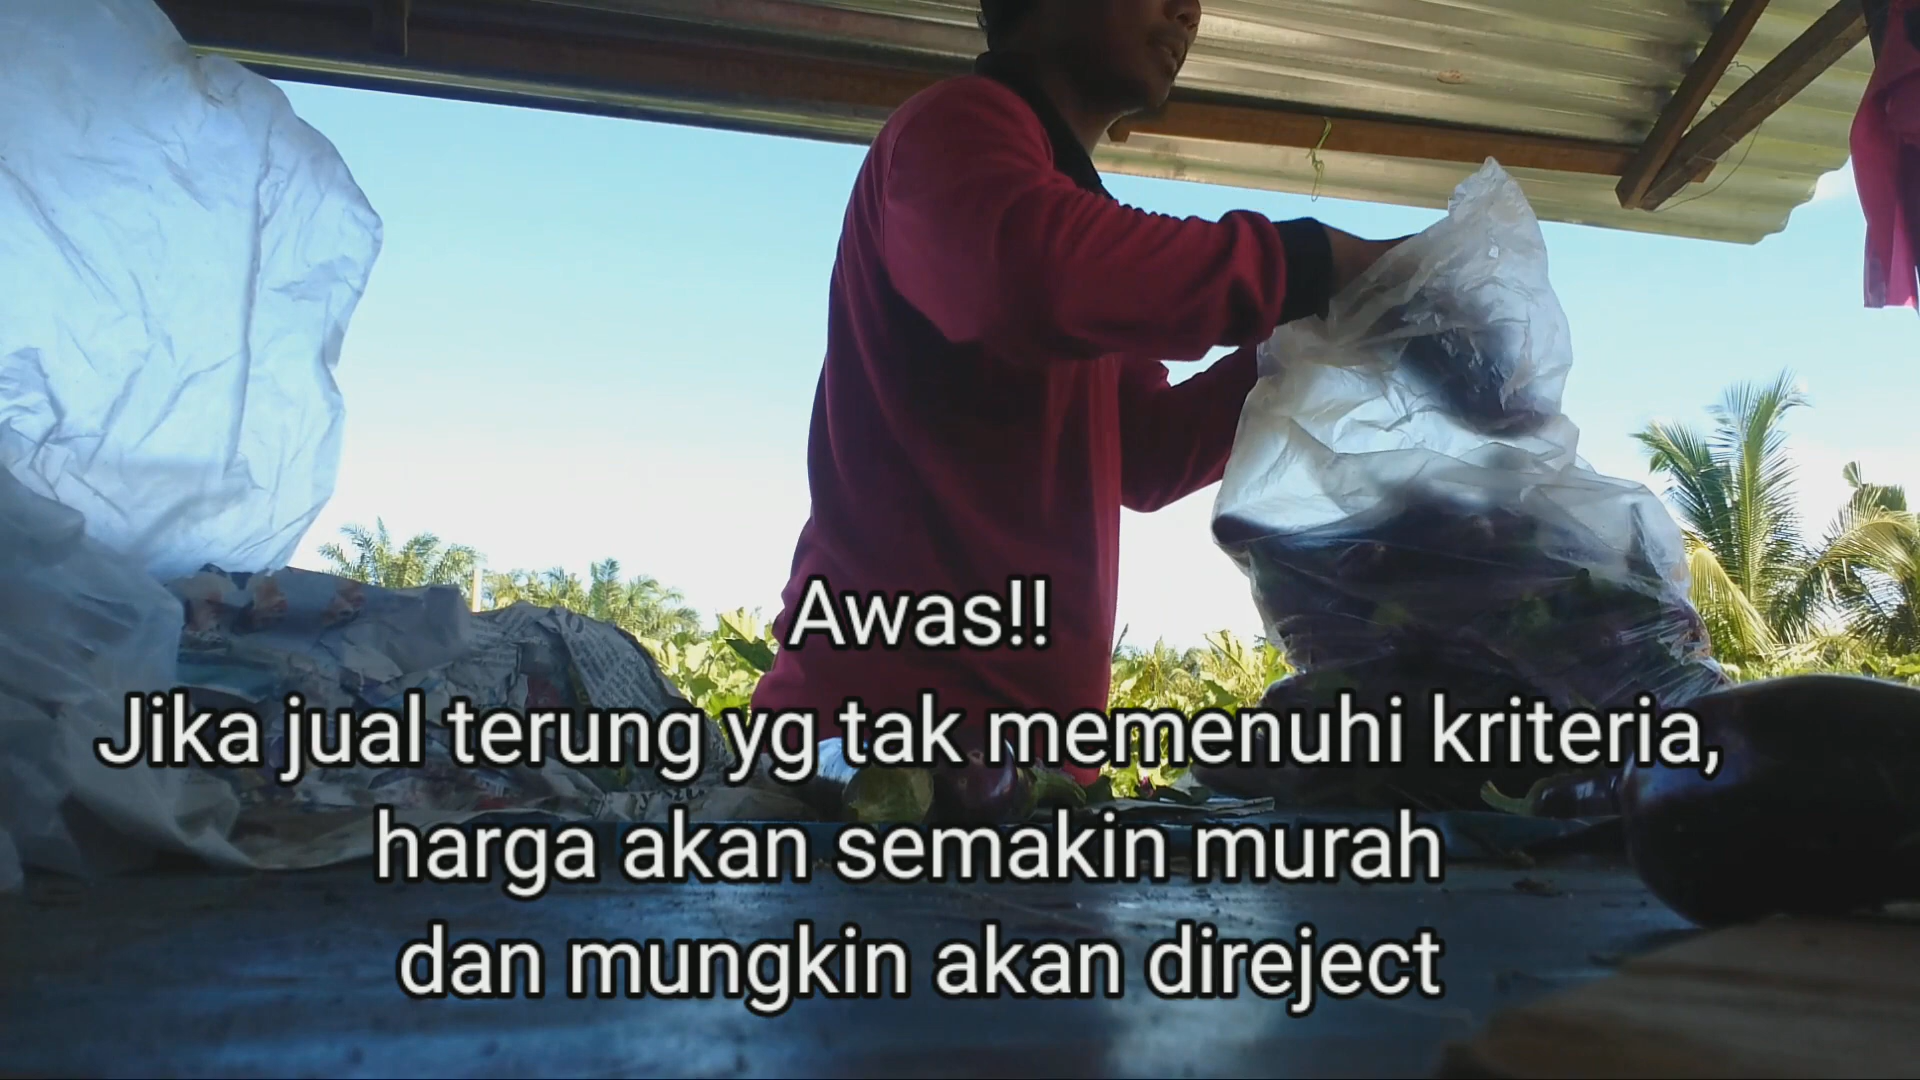 Awas!!
Jika jual terung yg tak memenuhi kriteria,
harga akan semakin murah
dan mungkin akan direject